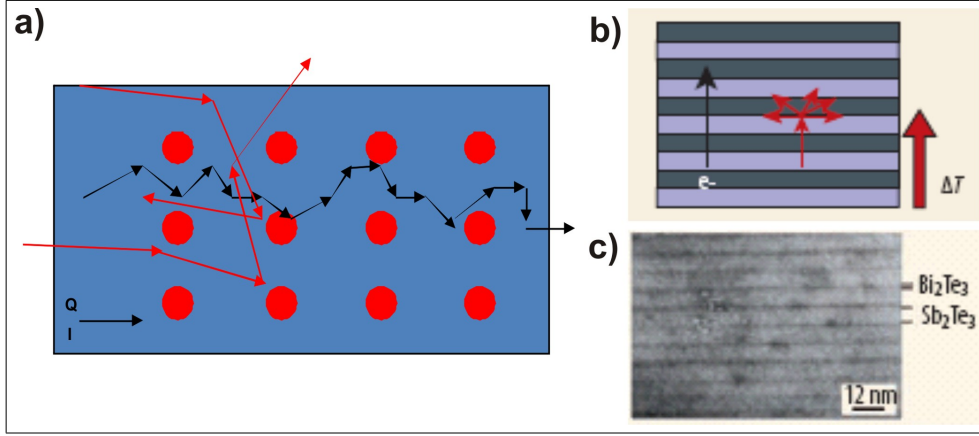 a)
Q
I
b)
e-
ΔT
c)
Bi₂Te₃
Sb₂Te₃
12 nm